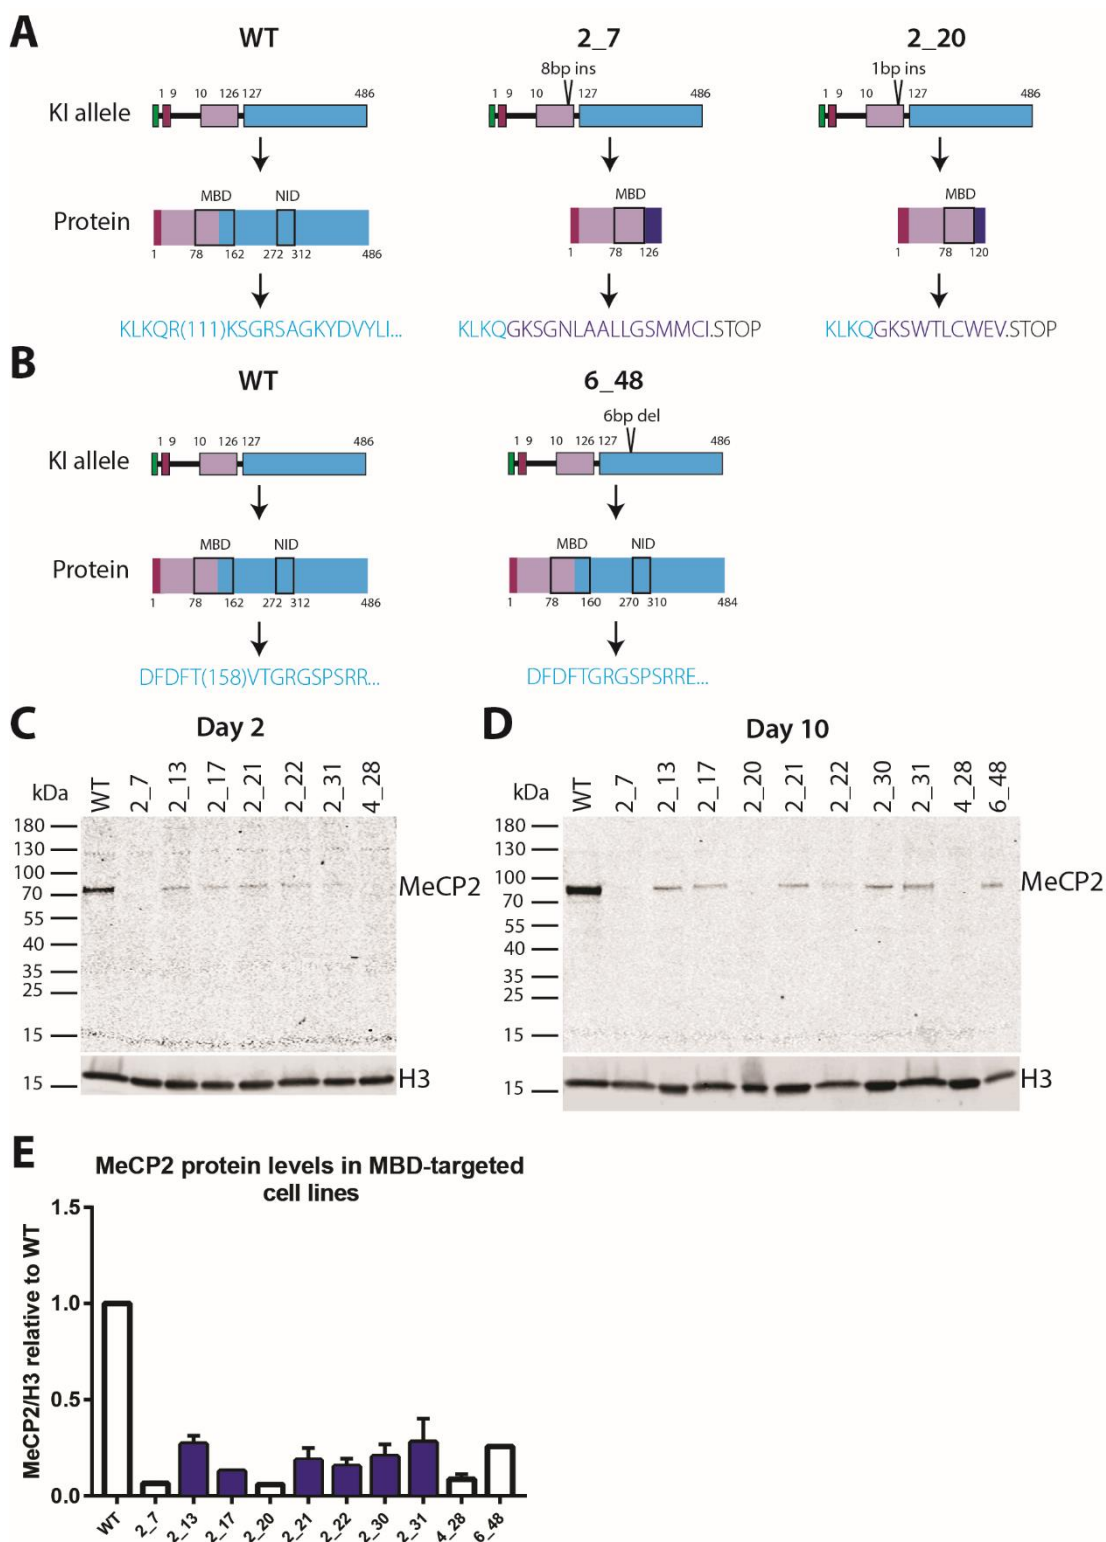 A
WT
2_7
2_20
8bp ins
1bp ins
1 9 10 126 127 486
1 9 10 127 486
1 9 10 127 486
KI allele
MBD NID
MBD
MBD
Protein
1 78 162 272 312 486
1 78 126
1 78 120
KLKQR(111)KSGRSAGKYDVYLI...
KLKQGKSGNLAALLGSMMCI.STOP
KLKQGKSWTLCWEV.STOP
B
WT
6_48
6bp del
1 9 10 126 127 486
1 9 10 126 127 486
KI allele
MBD NID
MBD NID
Protein
1 78 162 272 312 486
1 78 160 270 310 484
DFDFT(158)VTGRGSPSRR...
DFDFTGRGSPSRRE...
C
Day 2
kDa
WT 2_7 2_13 2_17 2_21 2_22 2_31 4_28
180
130
100
70
55
40
35
25
15
MeCP2
15
H3
D
Day 10
kDa
WT 2_7 2_13 2_17 2_20 2_21 2_22 2_30 2_31 4_28 6_48
180
130
100
70
55
40
35
25
15
MeCP2
15
H3
E
MeCP2 protein levels in MBD-targeted
cell lines
MeCP2/H3 relative to WT
1.5
1.0
0.5
0.0
WT 2_7 2_13 2_17 2_20 2_21 2_22 2_30 2_31 4_28 6_48